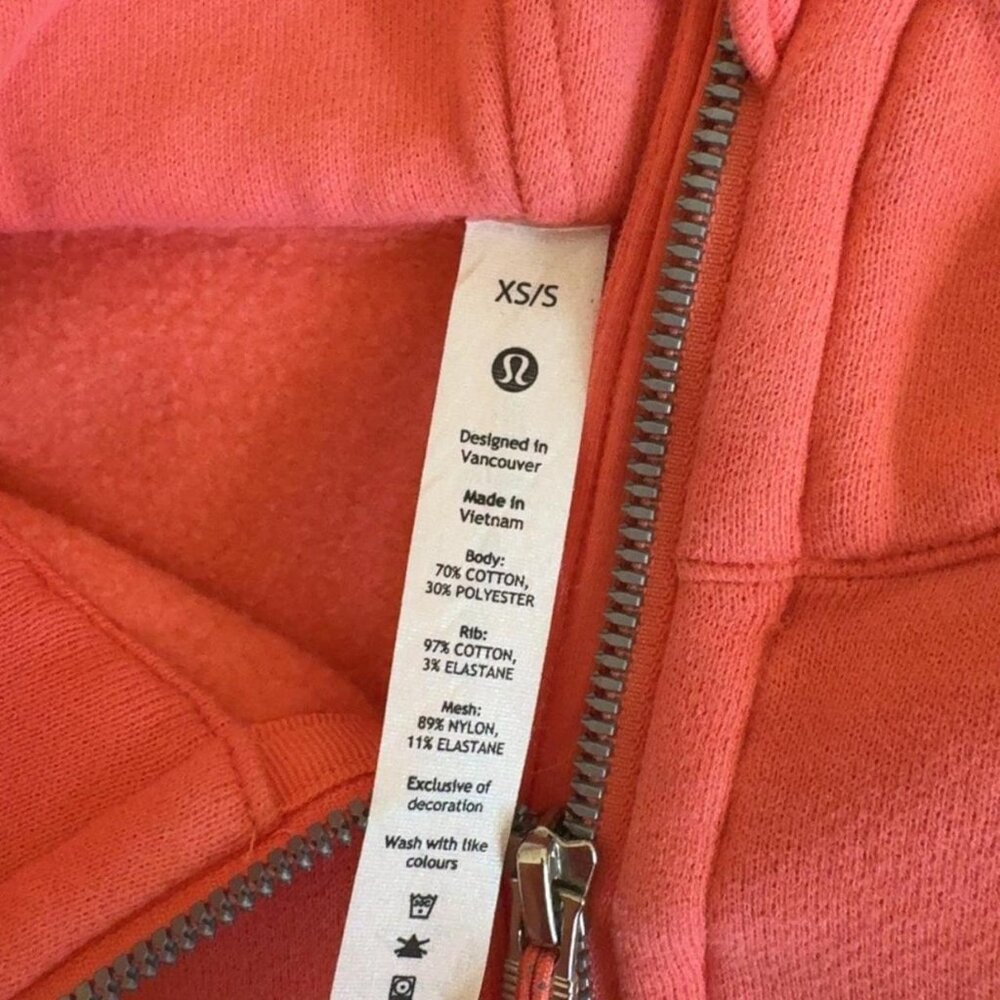 XS/S
Designed in
Vancouver
Made in
Vietnam
Body:
70% COTTON,
30% POLYESTER
Rib:
97% COTTON,
3% ELASTANE
Mesh:
89% NYLON,
11% ELASTANE
Exclusive of
decoration
Wash with like
colours